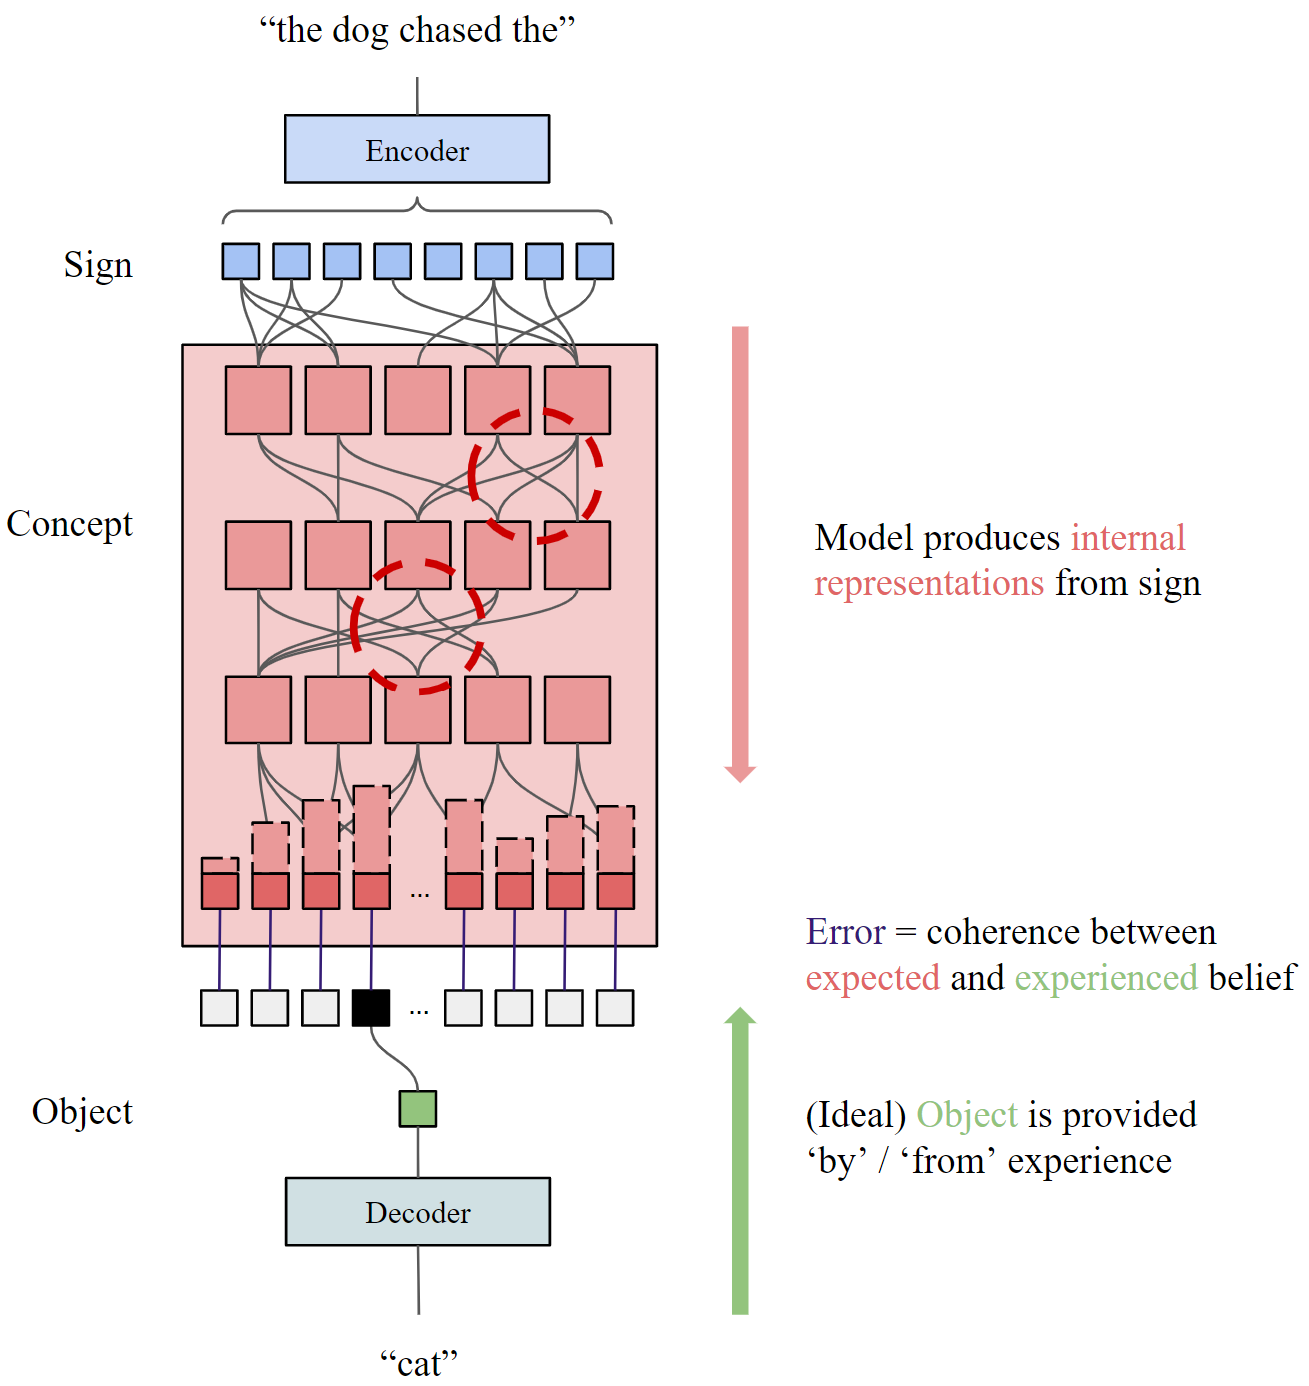 “the dog chased the”
Encoder
Sign
Concept
Model produces internal
representations from sign
...
Error = coherence between
expected and experienced belief
...
Object
(Ideal) Object is provided
‘by’ / ‘from’ experience
Decoder
“cat”